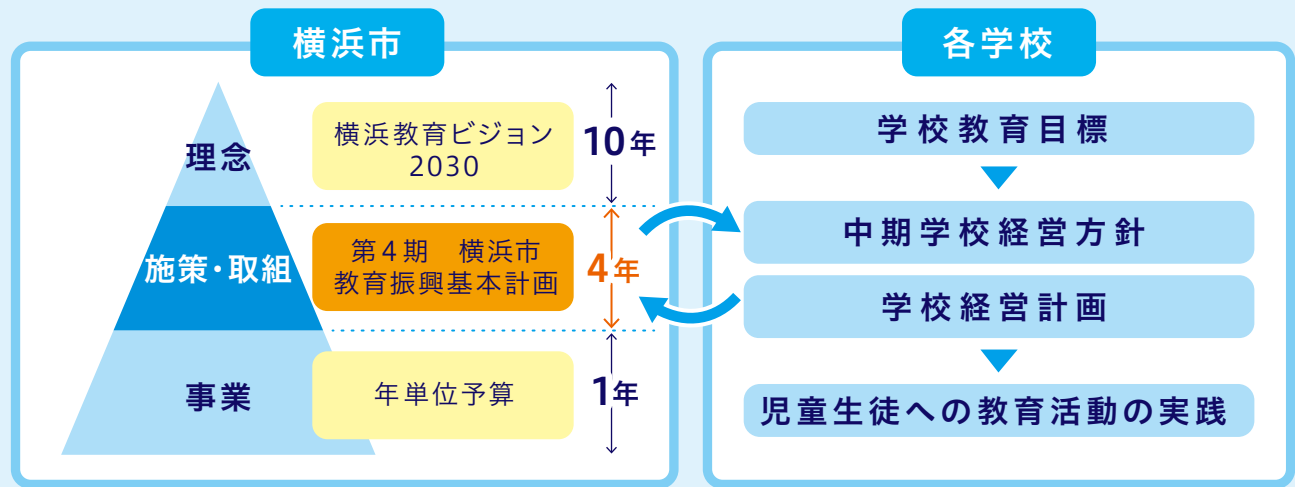 横浜市
理念
横浜教育ビジョン
2030
10年
施策・取組
第4期　横浜市
教育振興基本計画
4年
事業
年単位予算
1年
各学校
学校教育目標
中期学校経営方針
学校経営計画
児童生徒への教育活動の実践